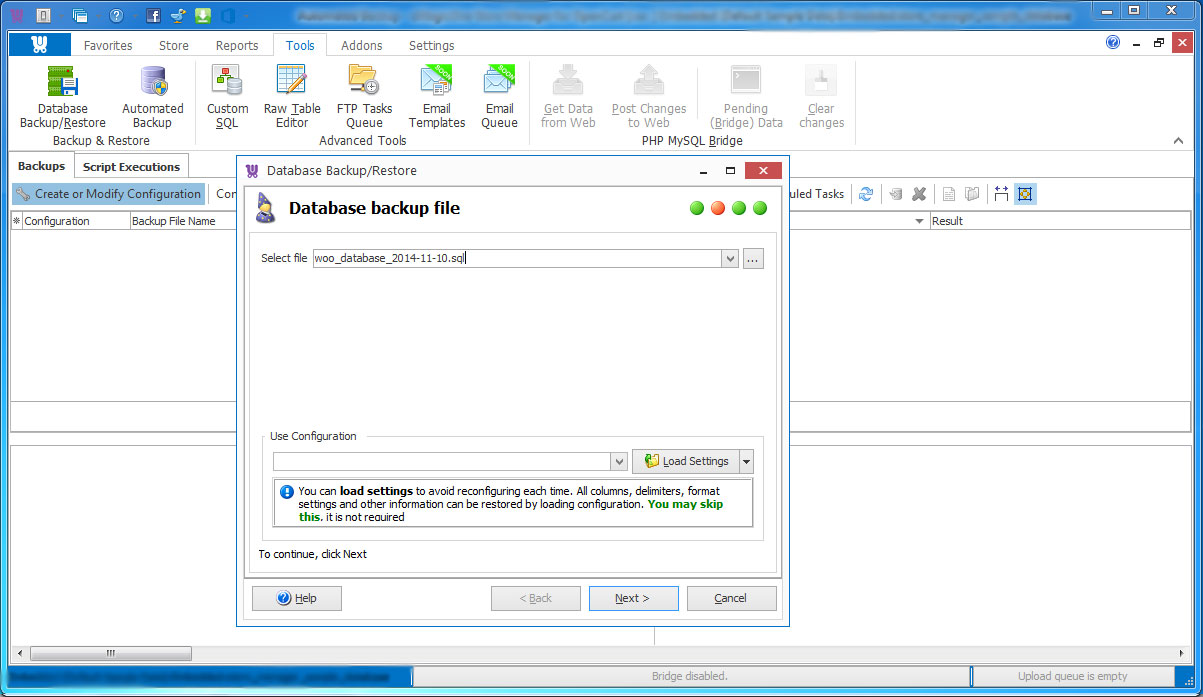 Favorites Store Reports Tools Addons Settings
Database Backup/Restore
Automated Backup
Custom SQL
Raw Table Editor
FTP Tasks Queue
SOON
Email Templates
SOON
Email Queue
Get Data from Web
Post Changes to Web
Pending (Bridge) Data
Clear changes
Backup & Restore
Advanced Tools
PHP MySQL Bridge
Backups Script Executions
Create or Modify Configuration
Configuration Backup File Name Result
Database Backup/Restore
Database backup file
Select file woo_database_2014-11-10.sql
...
Use Configuration
Load Settings
You can load settings to avoid reconfiguring each time. All columns, delimiters, format
settings and other information can be restored by loading configuration. You may skip
this, it is not required
To continue, click Next
Help < Back Next > Cancel
Bridge disabled. Upload queue is empty